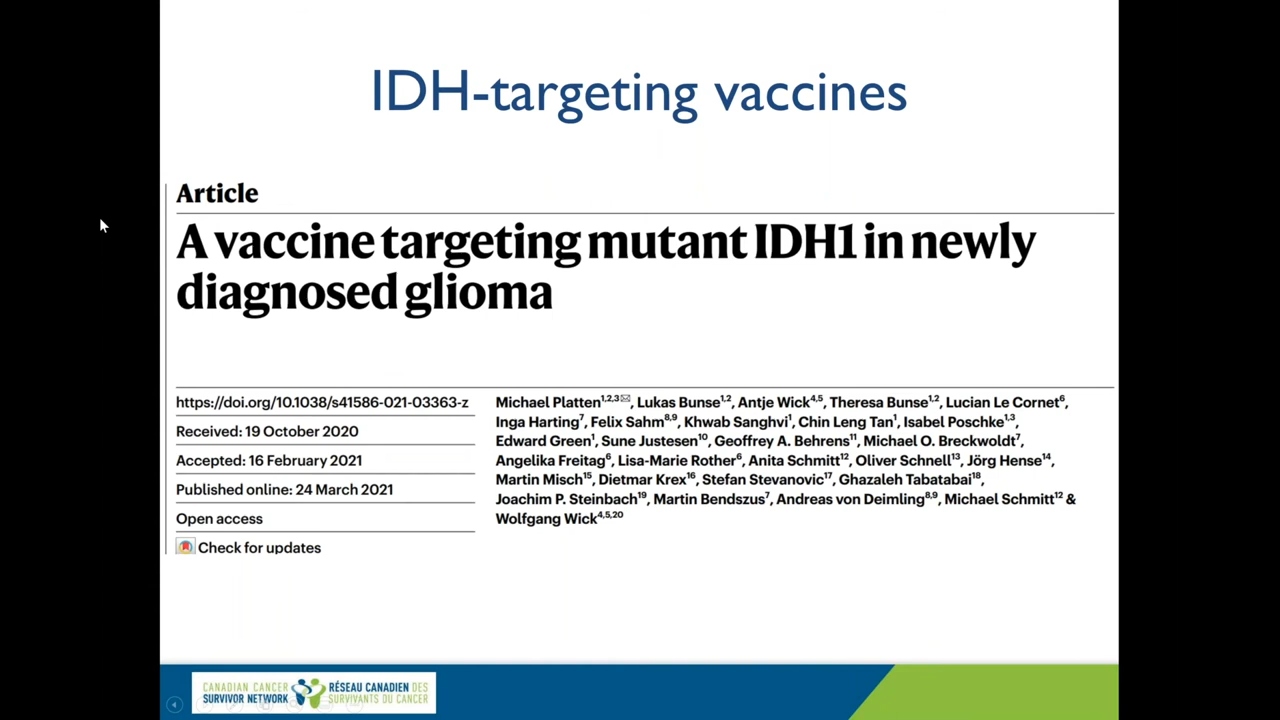 IDH-targeting vaccines
Article
A vaccine targeting mutant IDH1 in newly
diagnosed glioma
https://doi.org/10.1038/s41586-021-03363-z
Received: 19 October 2020
Accepted: 16 February 2021
Published online: 24 March 2021
Open access
Check for updates
Michael Platten1,2,3✉, Lukas Bunse1,2, Antje Wick4,5, Theresa Bunse1,2, Lucian Le Cornet6,
Inga Harting7, Felix Sahm8,9, Khwab Sanghvi1, Chin Leng Tan1, Isabel Poschke1,3,
Edward Green1, Sune Justesen10, Geoffrey A. Behrens11, Michael O. Breckwoldt7,
Angelika Freitag6, Lisa-Marie Rother6, Anita Schmitt12, Oliver Schnell13, Jörg Hense14,
Martin Misch15, Dietmar Krex16, Stefan Stevanovic17, Ghazaleh Tabatabai18,
Joachim P. Steinbach19, Martin Bendszus7, Andreas von Deimling8,9, Michael Schmitt12 &
Wolfgang Wick4,5,20
CANADIAN CANCER
SURVIVOR NETWORK
RÉSEAU CANADIEN DES
SURVIVANTS DU CANCER